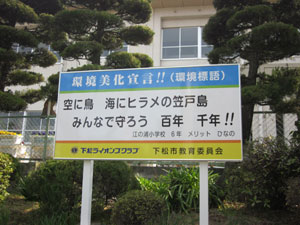 環境美化宣言!!（環境標語）
空に鳥 海にヒラメの笠戸島
みんなで守ろう 百年 千年!!
江の浦小学校 6年 メリット ひなの
下松ライオンズクラブ 下松市教育委員会